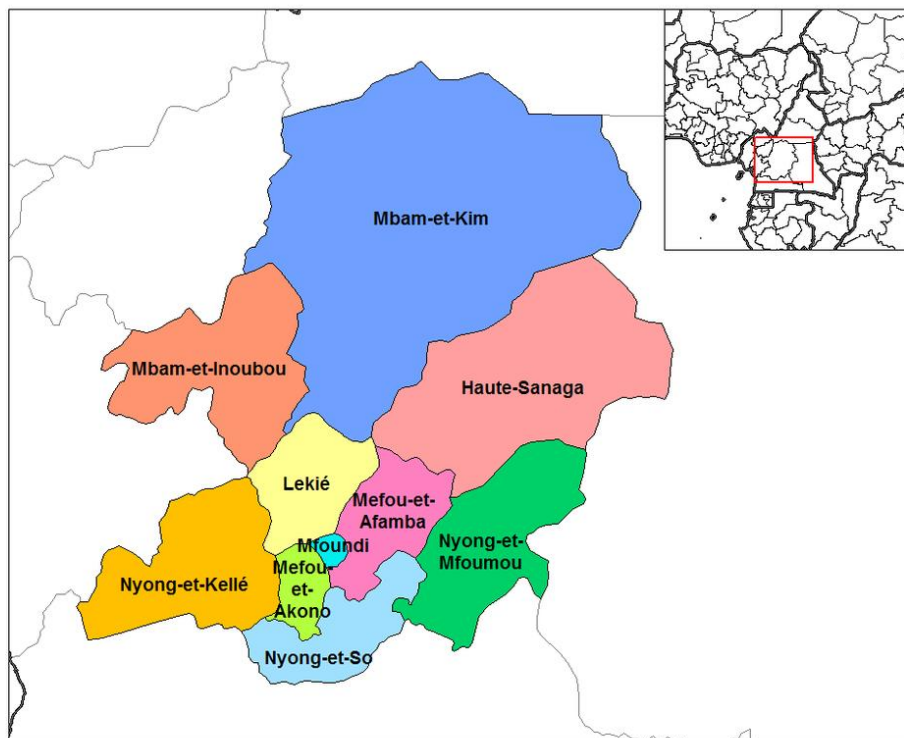 Mbam-et-Kim
Mbam-et-Inoubou
Haute-Sanaga
Lekié
Mefou-et-
Afamba
Nyong-et-
Mfoumou
Mfoundi
Mefou-
et-
Akono
Nyong-et-Kellé
Nyong-et-So